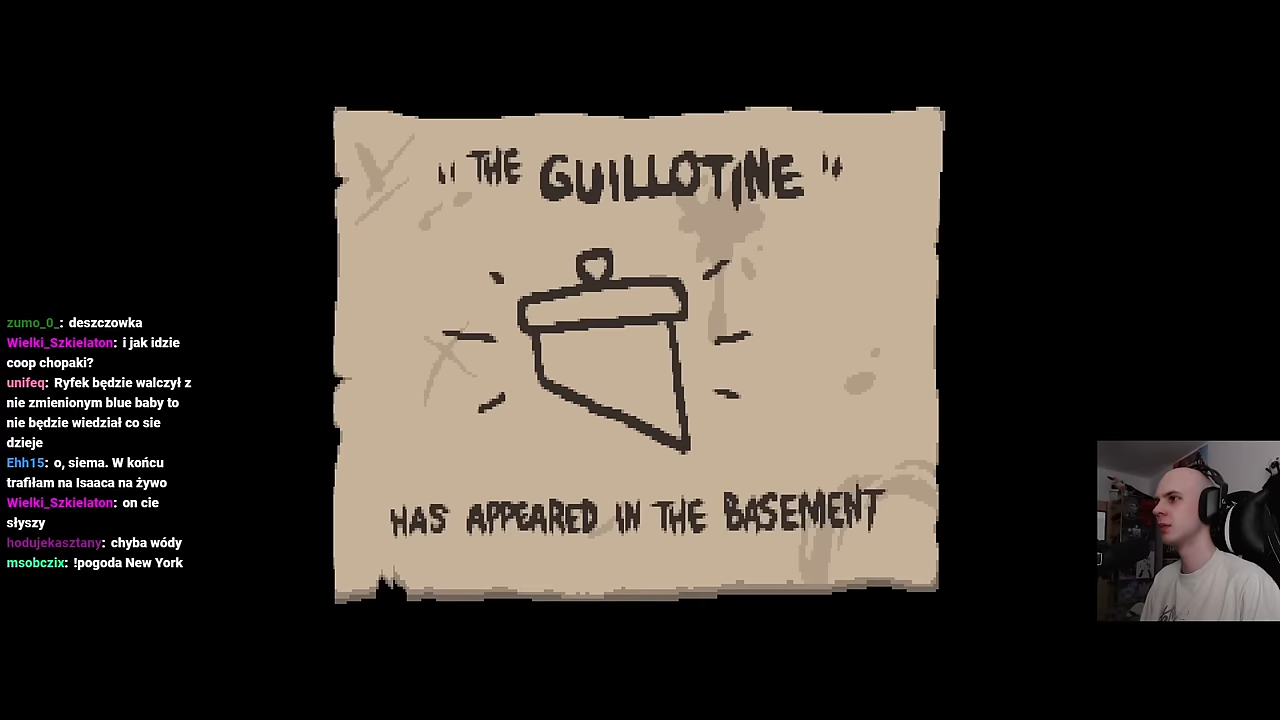 " THE GUILLOTINE "
HAS APPEARED IN THE BASEMENT
zumo_0_: deszczowka
Wielki_Szkielaton: i jak idzie
coop chopaki?
unifeq: Ryfek będzie walczył z
nie zmienionym blue baby to
nie będzie wiedział co sie
dzieje
Ehh15: o, siema. W końcu
trafiłam na Isaaca na żywo
Wielki_Szkielaton: on cie
słyszy
hodujekasztany: chyba wódy
msobczix: !pogoda New York